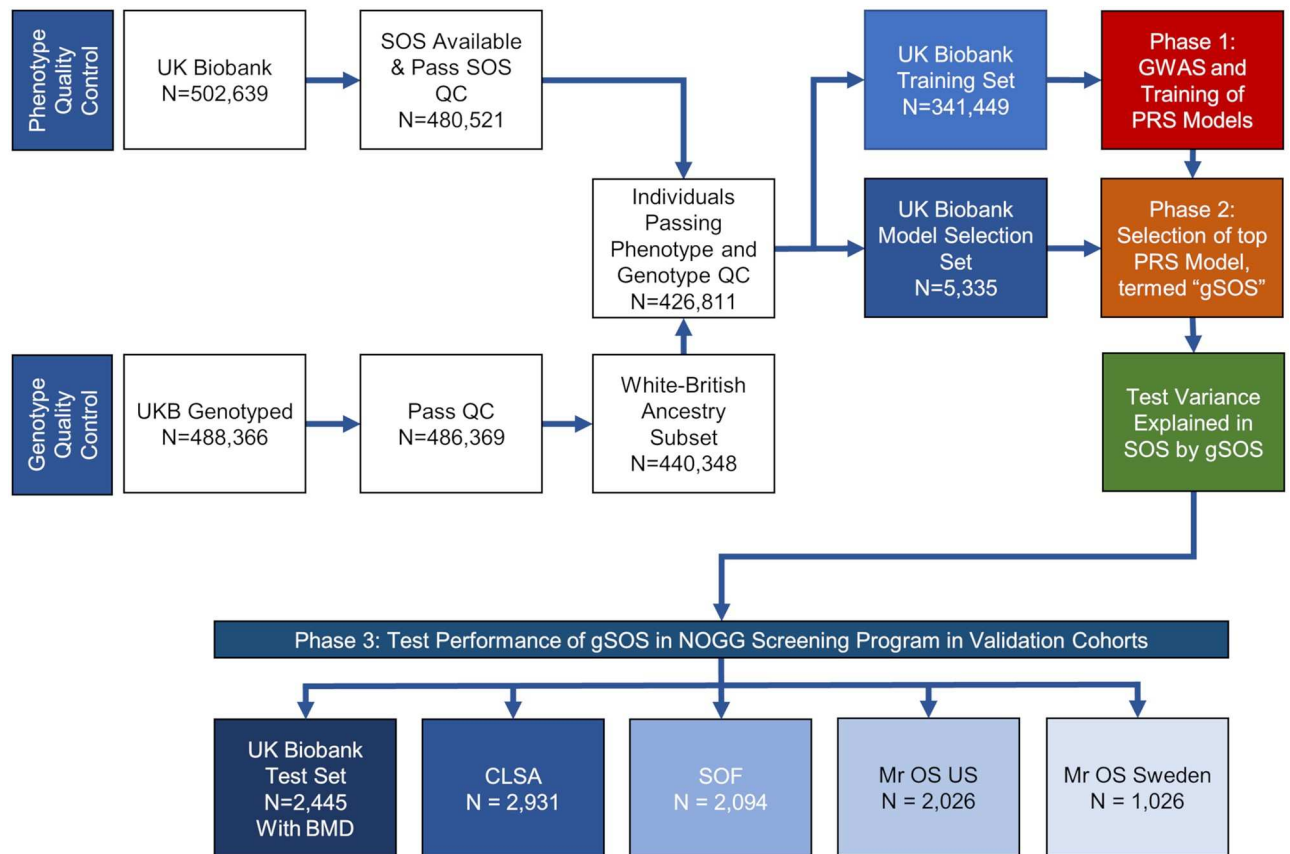 Phenotype
Quality
Control
UK Biobank
N=502,639
SOS Available
& Pass SOS
QC
N=480,521
UK Biobank
Training Set
N=341,449
Phase 1:
GWAS and
Training of
PRS Models
Individuals
Passing
Phenotype and
Genotype QC
N=426,811
UK Biobank
Model Selection
Set
N=5,335
Phase 2:
Selection of top
PRS Model,
termed “gSOS”
Genotype
Quality
Control
UKB Genotyped
N=488,366
Pass QC
N=486,369
White-British
Ancestry
Subset
N=440,348
Test Variance
Explained in
SOS by gSOS
Phase 3: Test Performance of gSOS in NOGG Screening Program in Validation Cohorts
UK Biobank
Test Set
N=2,445
With BMD
CLSA
N = 2,931
SOF
N = 2,094
Mr OS US
N = 2,026
Mr OS Sweden
N = 1,026